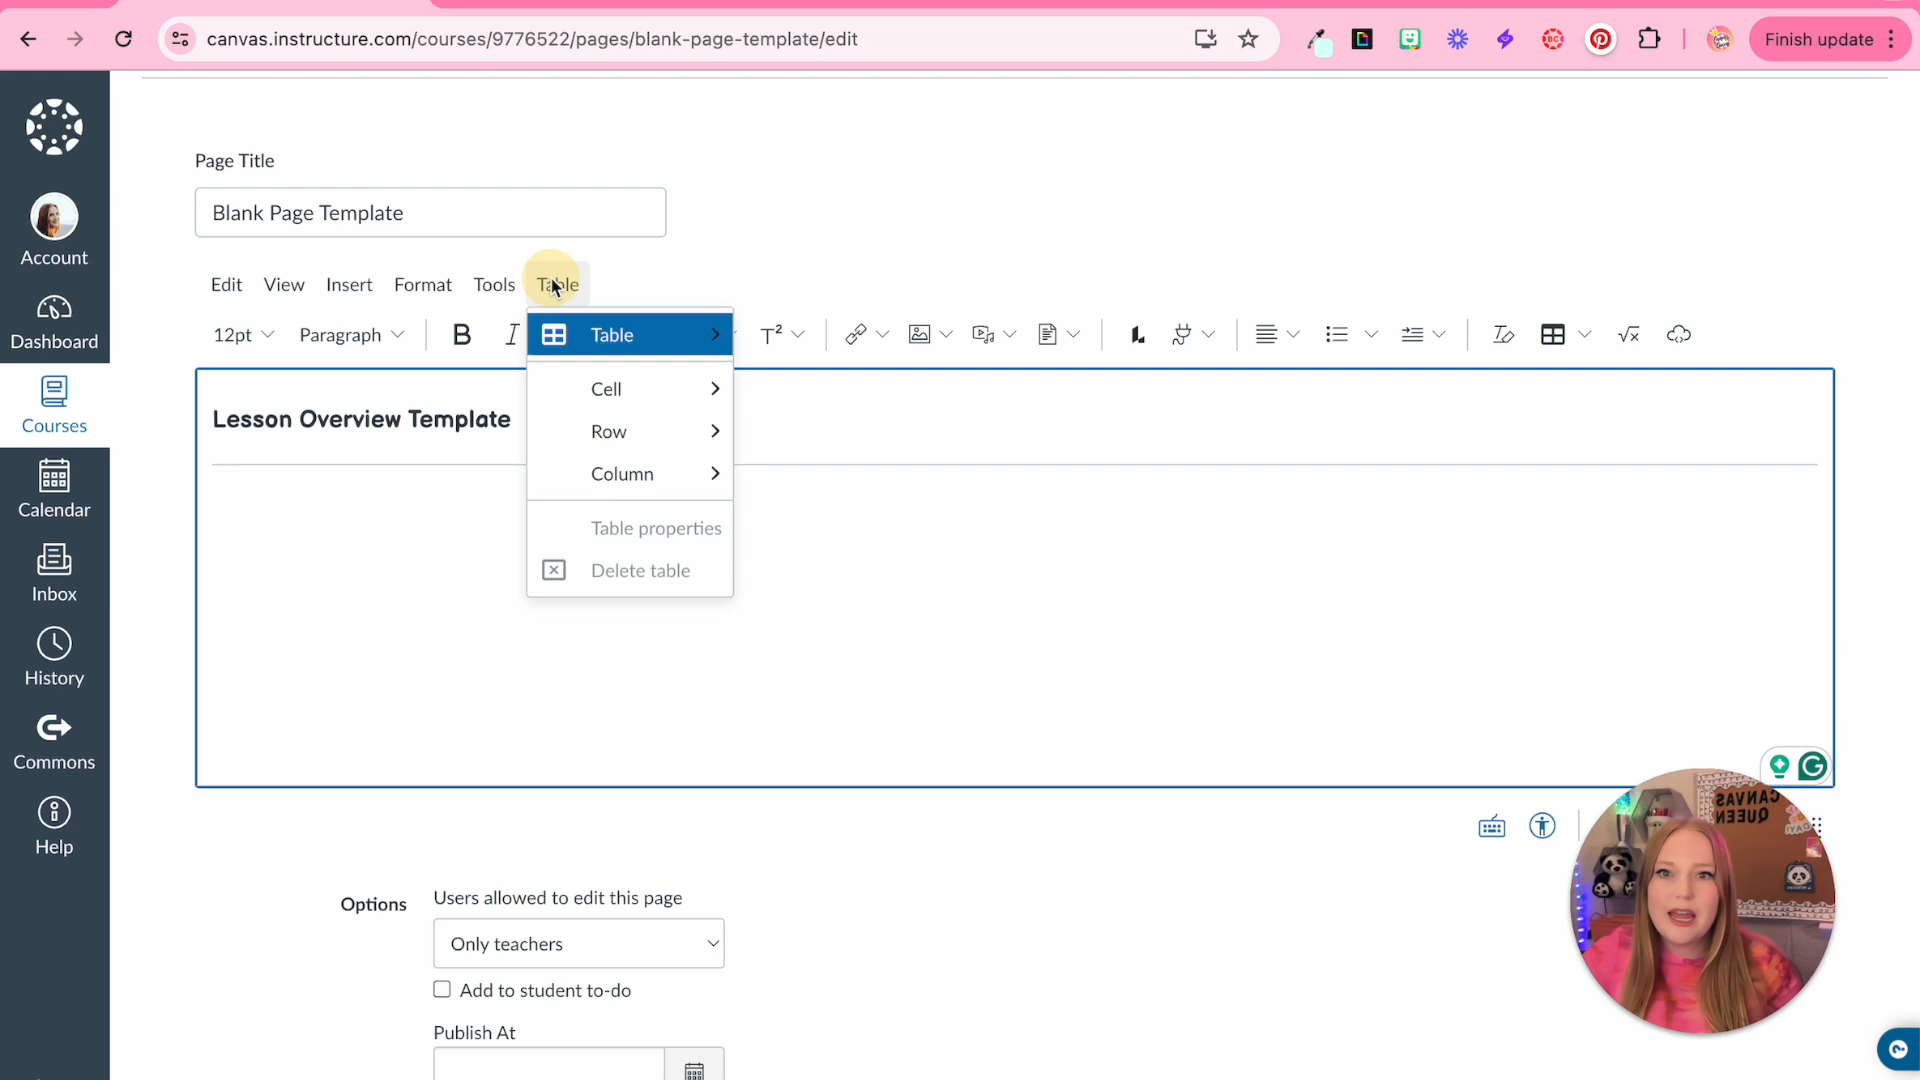 canvas.instructure.com/courses/9776522/pages/blank-page-template/edit
Finish update
Page Title
Blank Page Template
Edit View Insert Format Tools Table
12pt Paragraph B I T²
Table
Cell
Row
Column
Table properties
Delete table
Lesson Overview Template
Account
Dashboard
Courses
Calendar
Inbox
History
Commons
Help
Options
Users allowed to edit this page
Only teachers
Add to student to-do
Publish At
CANVAS
QUEEN